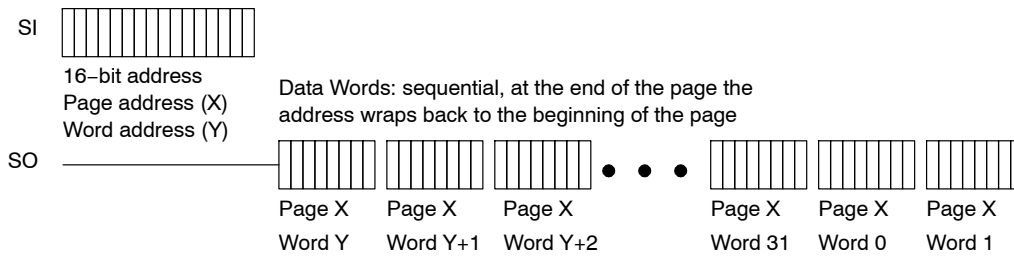 SI
16−bit address
Page address (X)
Word address (Y)
Data Words: sequential, at the end of the page the
address wraps back to the beginning of the page
SO
Page X Page X Page X Page X Page X Page X
Word Y Word Y+1 Word Y+2 Word 31 Word 0 Word 1